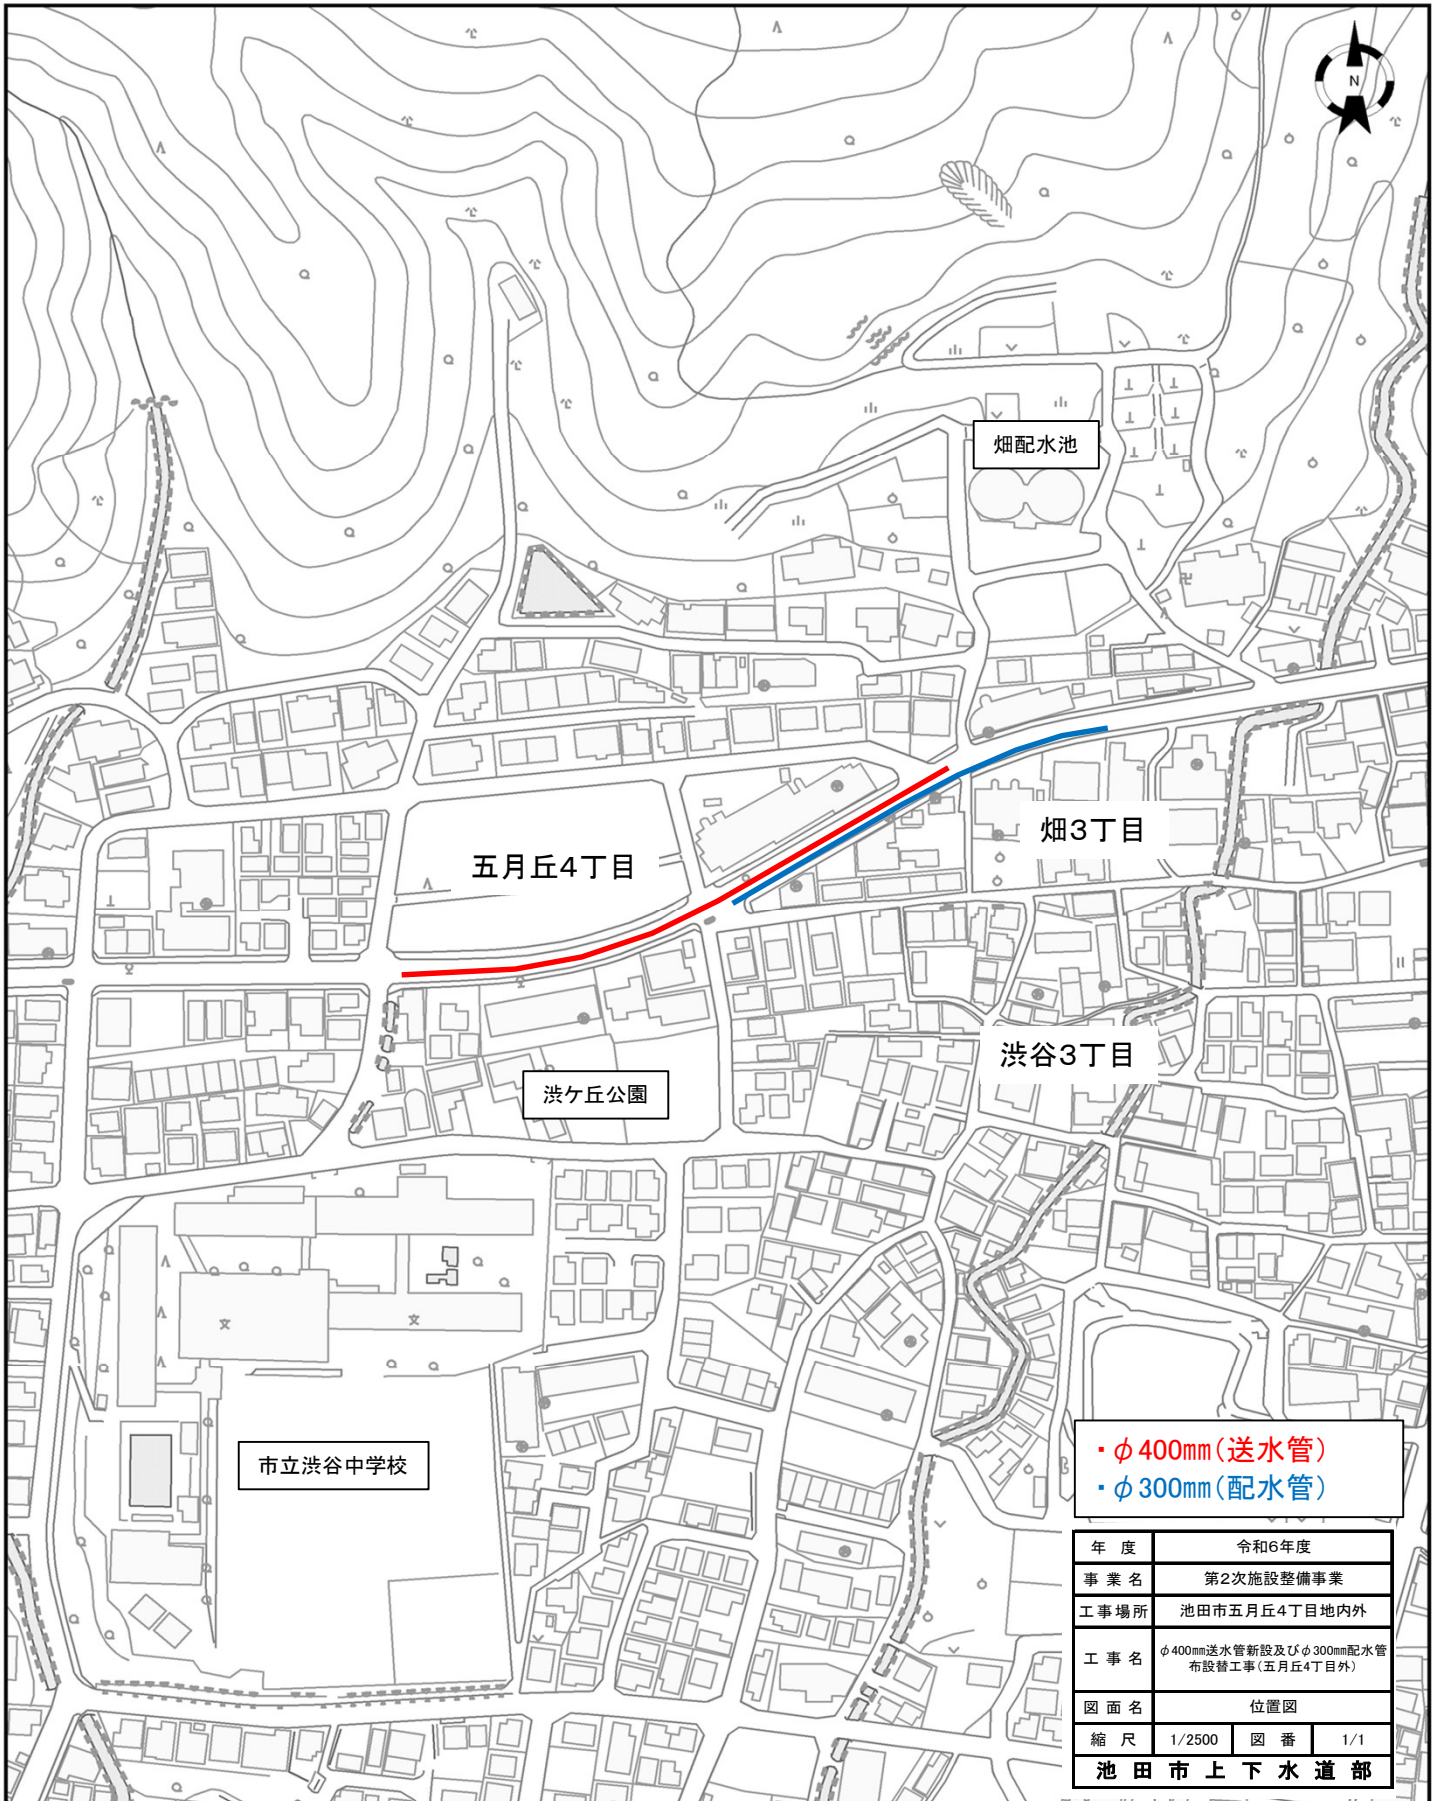 N
畑配水池
畑3丁目
五月丘4丁目
渋谷3丁目
渋ケ丘公園
市立渋谷中学校
・φ400㎜(送水管)
・φ300㎜(配水管)
年 度 令和6年度
事 業 名 第2次施設整備事業
工事場所 池田市五月丘4丁目地内外
工 事 名 φ400㎜送水管新設及びφ300㎜配水管
布設替工事(五月丘4丁目外)
図 面 名 位置図
縮 尺 1/2500 図 番 1/1
池 田 市 上 下 水 道 部